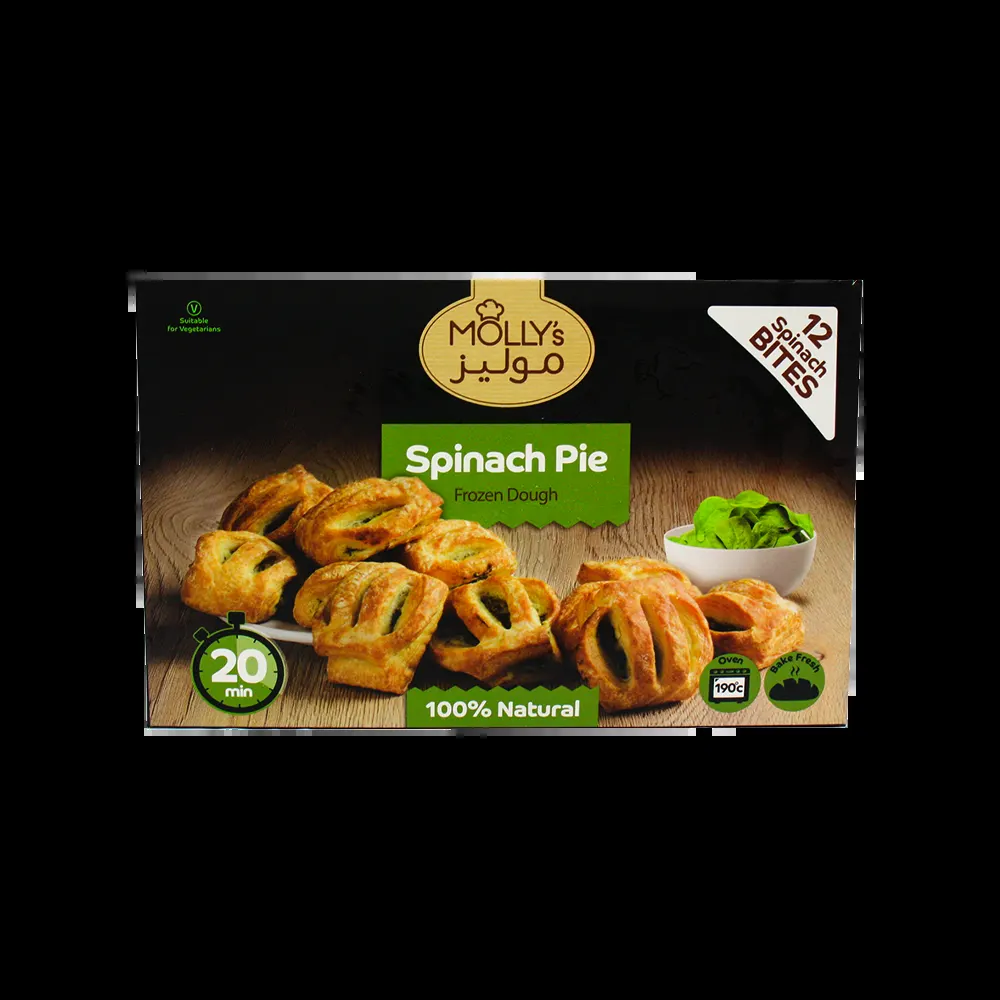 V
Suitable
for Vegetarians
MOLLY's
موليز
12
Spinach
BITES
Spinach Pie
Frozen Dough
20
min
100% Natural
Oven
190°c
Bake Fresh